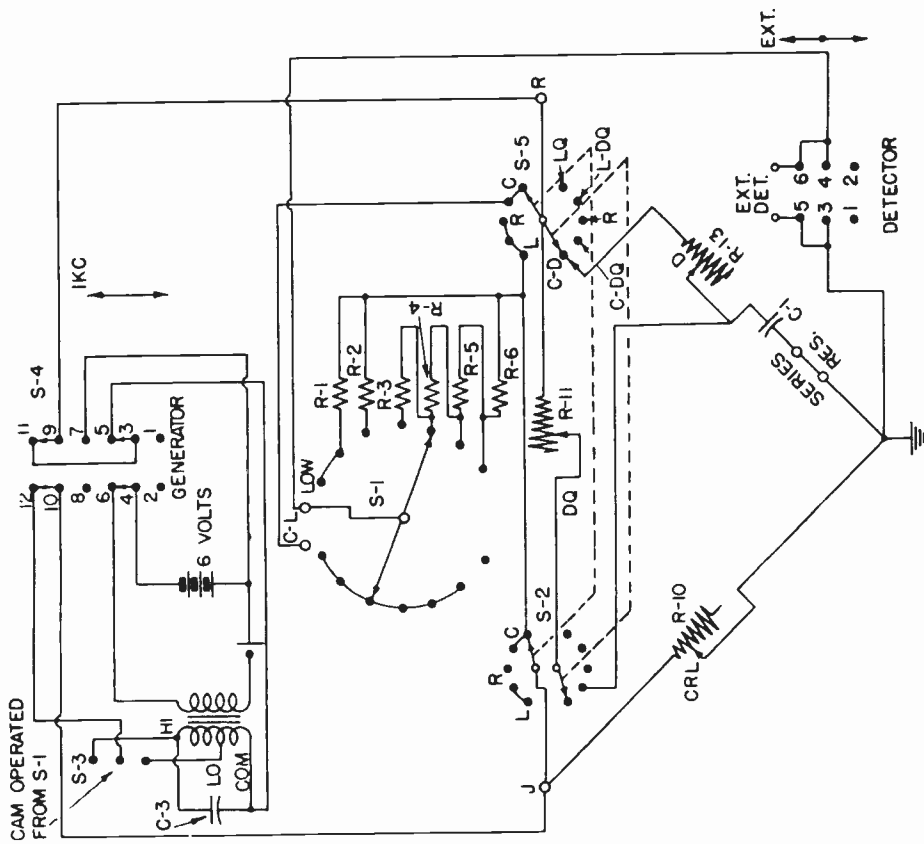 CAM OPERATED
FROM S-1
S-3
C-3
HI
LO
COM
6 VOLTS
12
10
8
6
4
2
GENERATOR
11
9
7
5
3
1
S-4
1KC
C-L
LOW
S-1
R-1
R-2
R-3
R-4
R-5
R-6
C
R
L
S-5
LQ
L-DQ
R
C-D
C-DQ
R
R-11
DQ
S-2
C
R
L
J
CRL
R-10
D
R-13
C-1
SERIES
RES.
EXT.
DET.
5
6
3
4
1
2
DETECTOR
EXT.